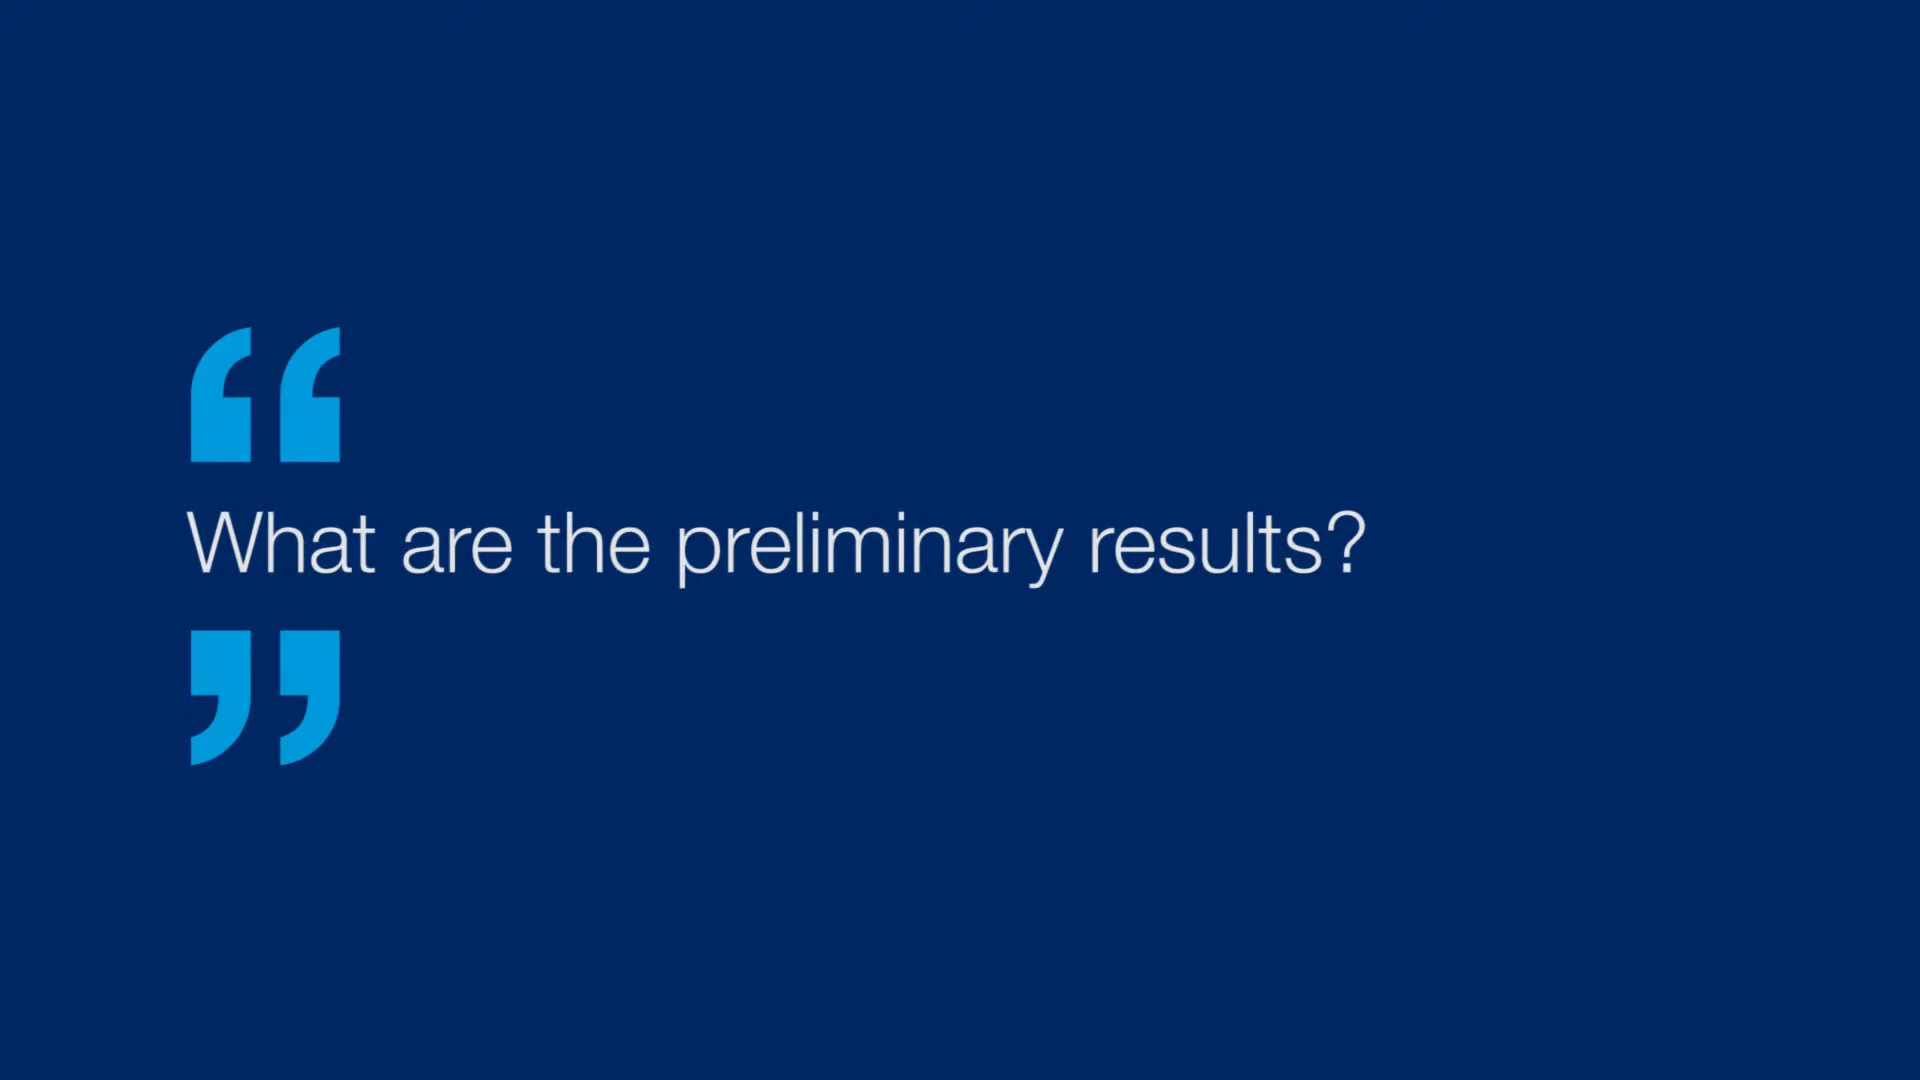 “
What are the preliminary results?
”